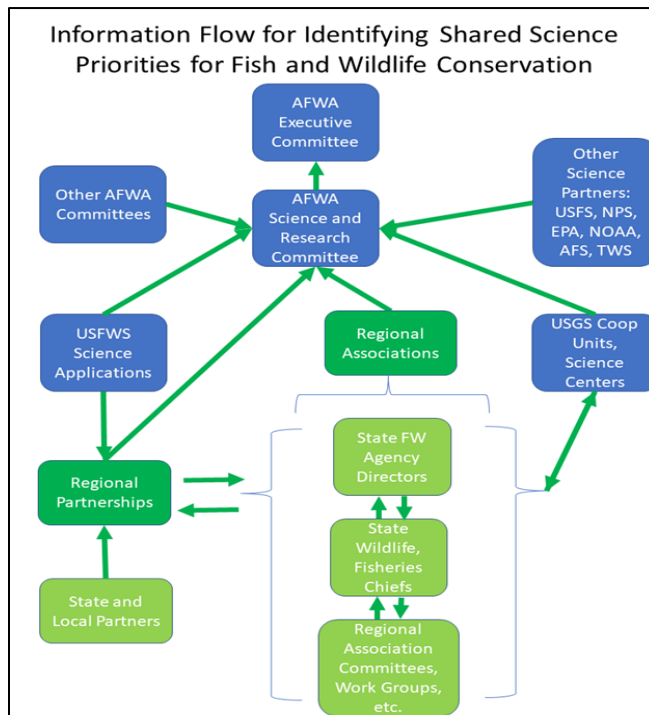 Information Flow for Identifying Shared Science
Priorities for Fish and Wildlife Conservation
AFWA
Executive
Committee
Other AFWA
Committees
AFWA
Science and
Research
Committee
Other
Science
Partners:
USFS, NPS,
EPA, NOAA,
AFS, TWS
USFWS
Science
Applications
Regional
Associations
USGS Coop
Units,
Science
Centers
Regional
Partnerships
State FW
Agency
Directors
State
Wildlife,
Fisheries
Chiefs
State and
Local Partners
Regional
Association
Committees,
Work Groups,
etc.